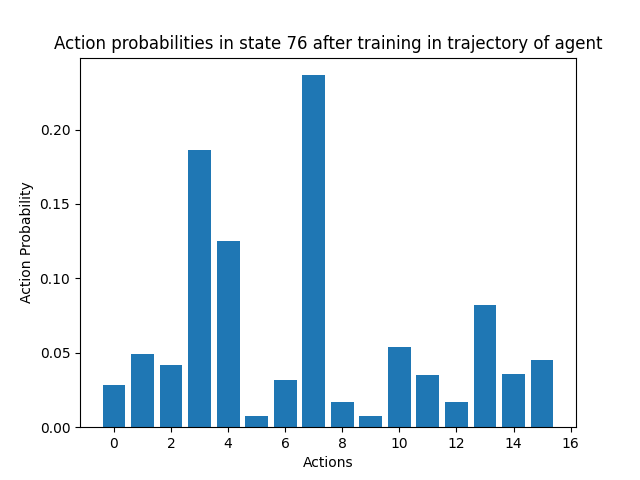 Action probabilities in state 76 after training in trajectory of agent
Action Probability
0.20
0.15
0.10
0.05
0.00
0 2 4 6 8 10 12 14 16
Actions